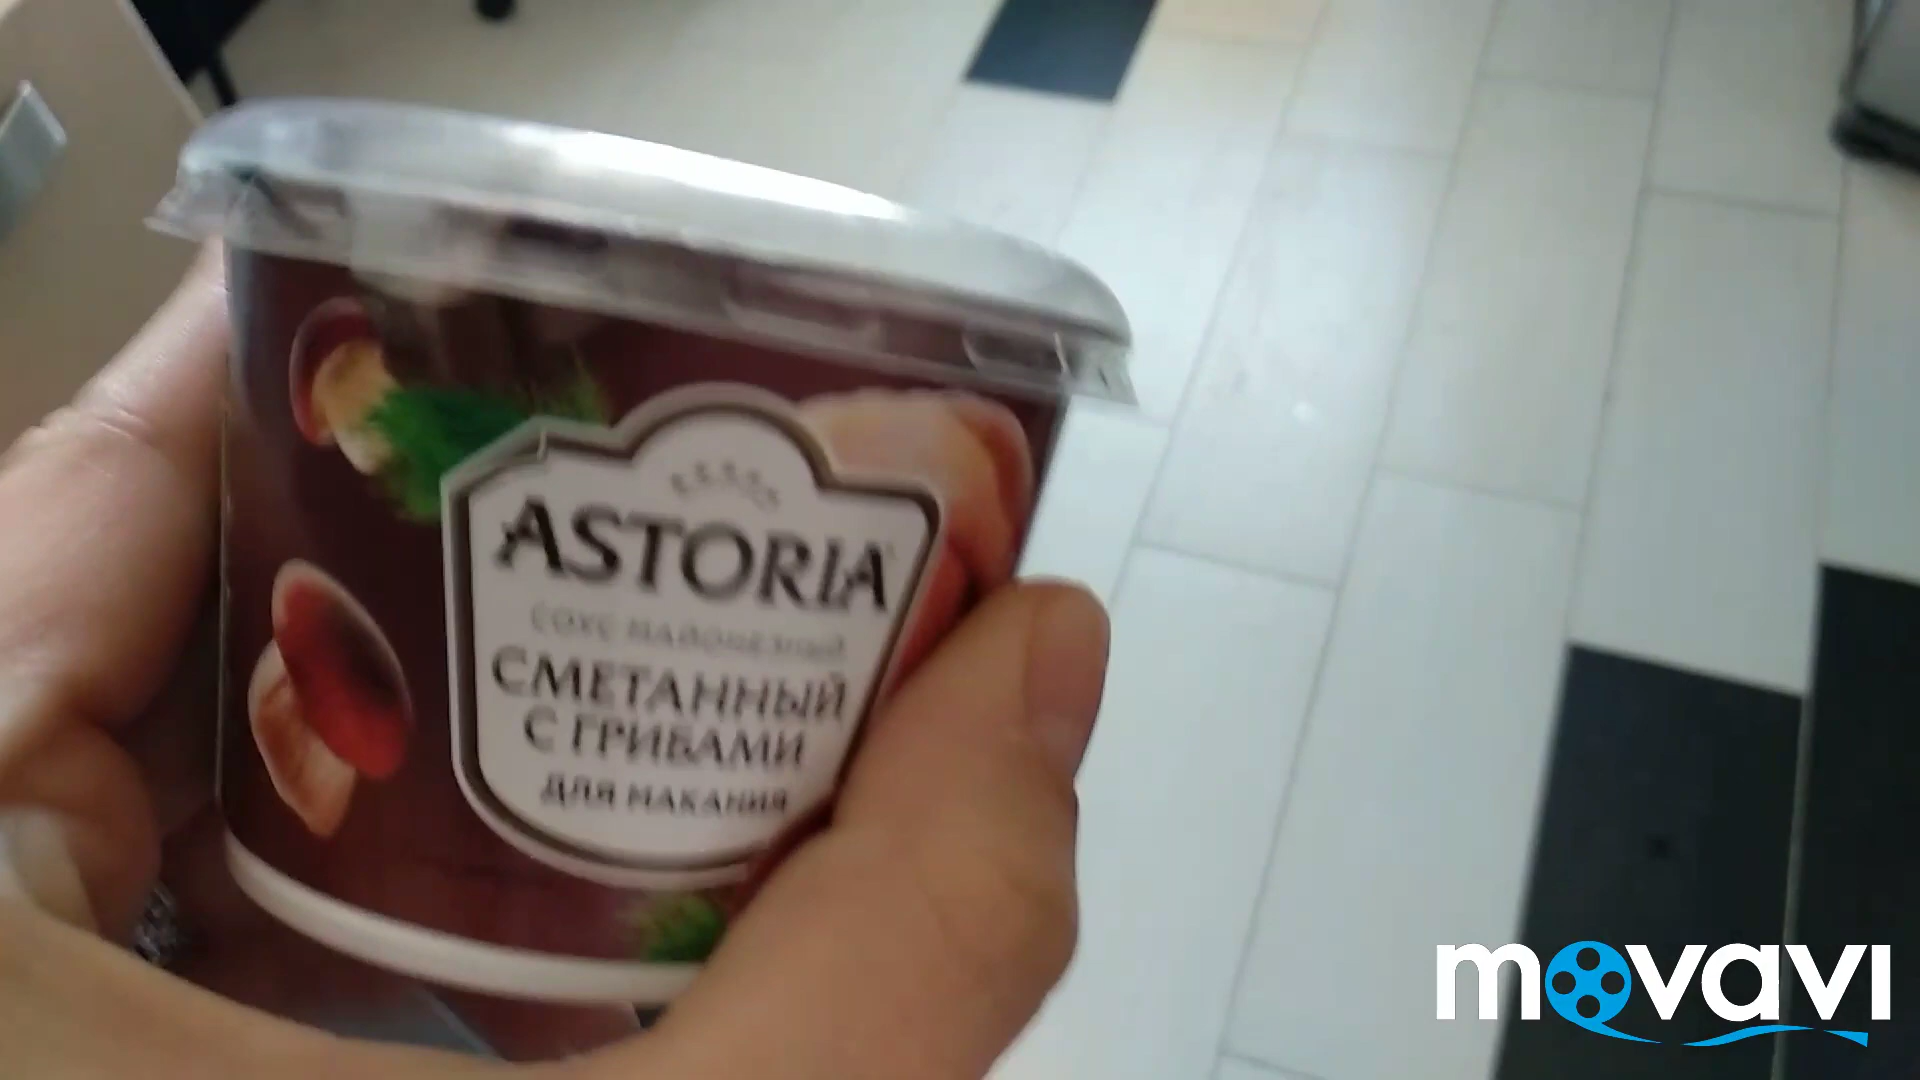 ASTORIA
СОУС МАЙОНЕЗНЫЙ
СМЕТАННЫЙ
С ГРИБАМИ
ДЛЯ МАКАНИЯ
movavi